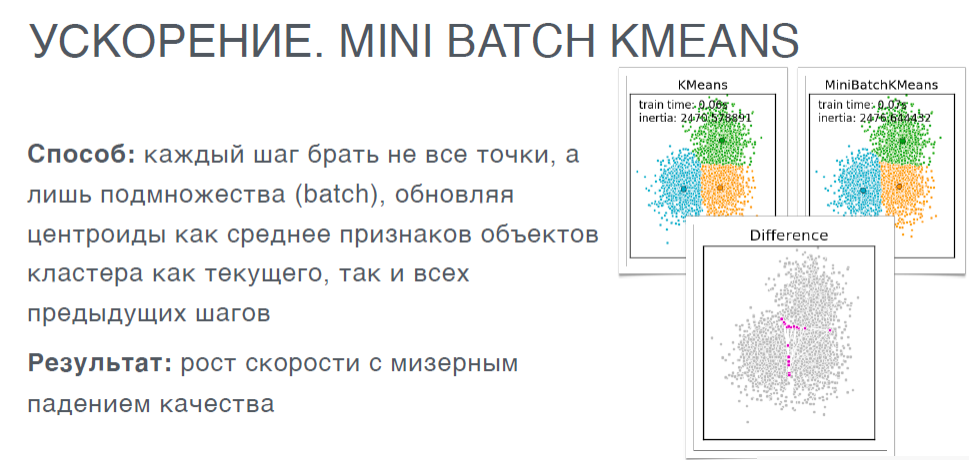 УСКОРЕНИЕ. MINI BATCH KMEANS
Способ: каждый шаг брать не все точки, а
лишь подмножества (batch), обновляя
центроиды как среднее признаков объектов
кластера как текущего, так и всех
предыдущих шагов
Результат: рост скорости с мизерным
падением качества
KMeans
train time: 0.06s
inertia: 2470.578891
MiniBatchKMeans
train time: 0.07s
inertia: 2476.644432
Difference